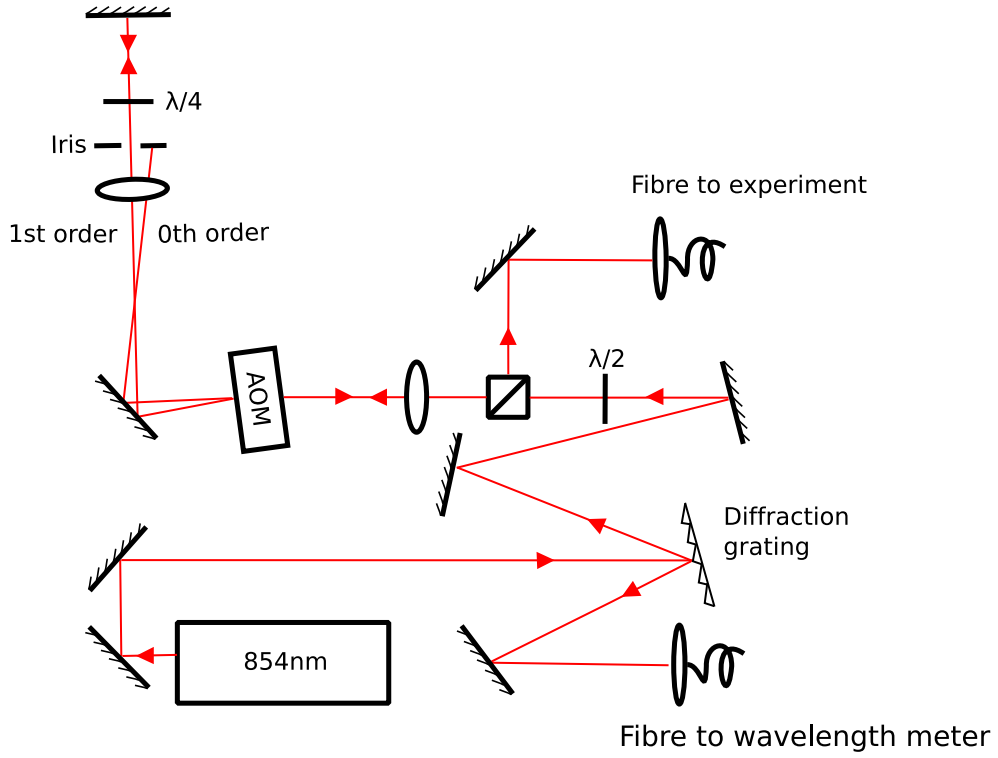 λ/4
Iris
Fibre to experiment
1st order
0th order
λ/2
AOM
Diffraction
grating
854nm
Fibre to wavelength meter